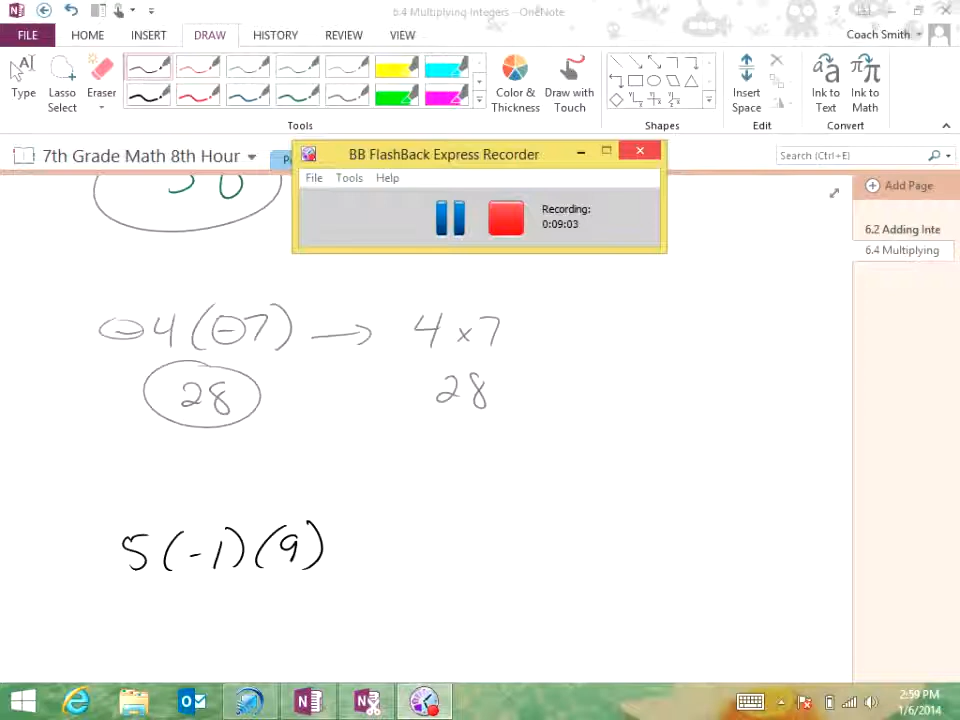 6.4 Multiplying Integers - OneNote
FILE HOME INSERT DRAW HISTORY REVIEW VIEW Coach Smith
Type Lasso Select Eraser Color & Thickness Draw with Touch Insert Space Ink to Text Ink to Math
Tools Shapes Edit Convert
7th Grade Math 8th Hour
Search (Ctrl+E)
BB FlashBack Express Recorder
File Tools Help
Recording:
0:09:03
Add Page
6.2 Adding Inte
6.4 Multiplying
-4(-7) → 4 x 7
28 28
5(-1)(9)
2:59 PM
1/6/2014